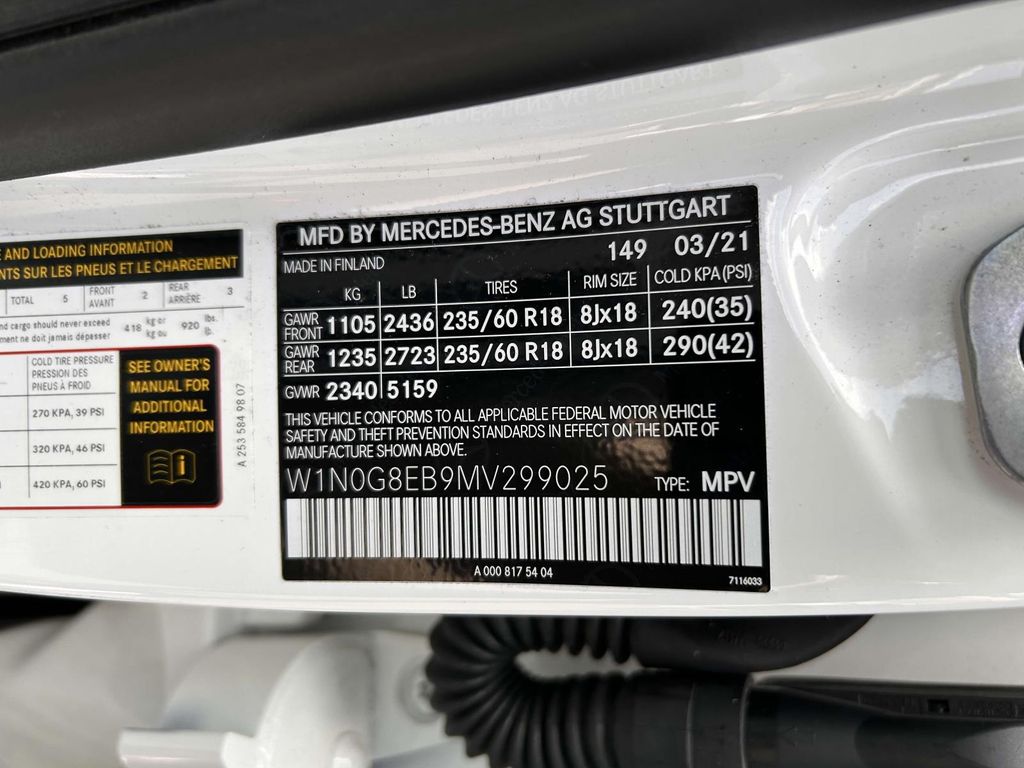 E AND LOADING INFORMATION
NTS SUR LES PNEUS ET LE CHARGEMENT
TOTAL 5 FRONT AVANT 2 REAR ARRIÈRE 3
nd cargo should never exceed
ment ne doit jamais dépasser
418 kg or kg ou 920 lbs. lb.
COLD TIRE PRESSURE
PRESSION DES
PNEUS À FROID
270 KPA, 39 PSI
320 KPA, 46 PSI
420 KPA, 60 PSI
SEE OWNER'S
MANUAL FOR
ADDITIONAL
INFORMATION
A 253 584 98 07
MFD BY MERCEDES-BENZ AG STUTTGART
149 03/21
MADE IN FINLAND
KG LB TIRES RIM SIZE COLD KPA (PSI)
GAWR FRONT 1105 2436 235/60 R18 8Jx18 240(35)
GAWR REAR 1235 2723 235/60 R18 8Jx18 290(42)
GVWR 2340 5159
THIS VEHICLE CONFORMS TO ALL APPLICABLE FEDERAL MOTOR VEHICLE
SAFETY AND THEFT PREVENTION STANDARDS IN EFFECT ON THE DATE OF
MANUFACTURE SHOWN ABOVE.
W1N0G8EB9MV299025 TYPE: MPV
A 000 817 54 04
7116033